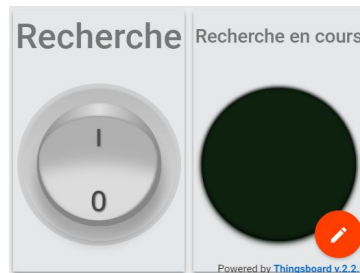 Recherche
Recherche en cours
I
0
Powered by Thingsboard v.2.2